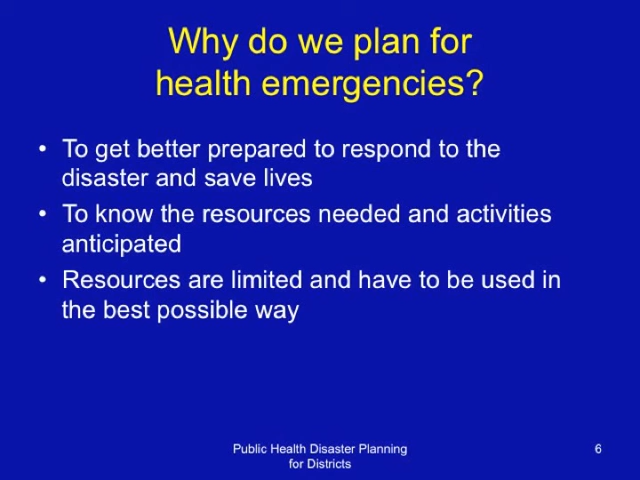 Why do we plan for
health emergencies?
• To get better prepared to respond to the
disaster and save lives
• To know the resources needed and activities
anticipated
• Resources are limited and have to be used in
the best possible way
Public Health Disaster Planning
for Districts
6